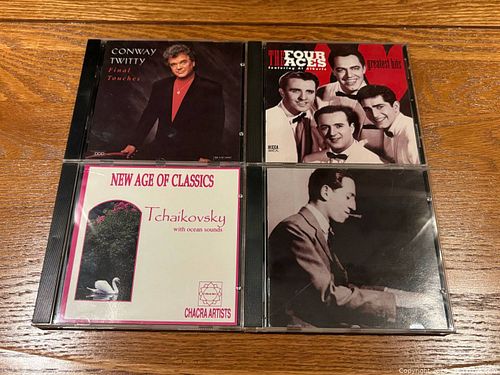 CONWAY
TWITTY
Final
Touches
THE FOUR
ACES
featuring Al Alberts
greatest hits
DECCA
NEW AGE OF CLASSICS
Tchaikovsky
with ocean sounds
CHACRA ARTISTS